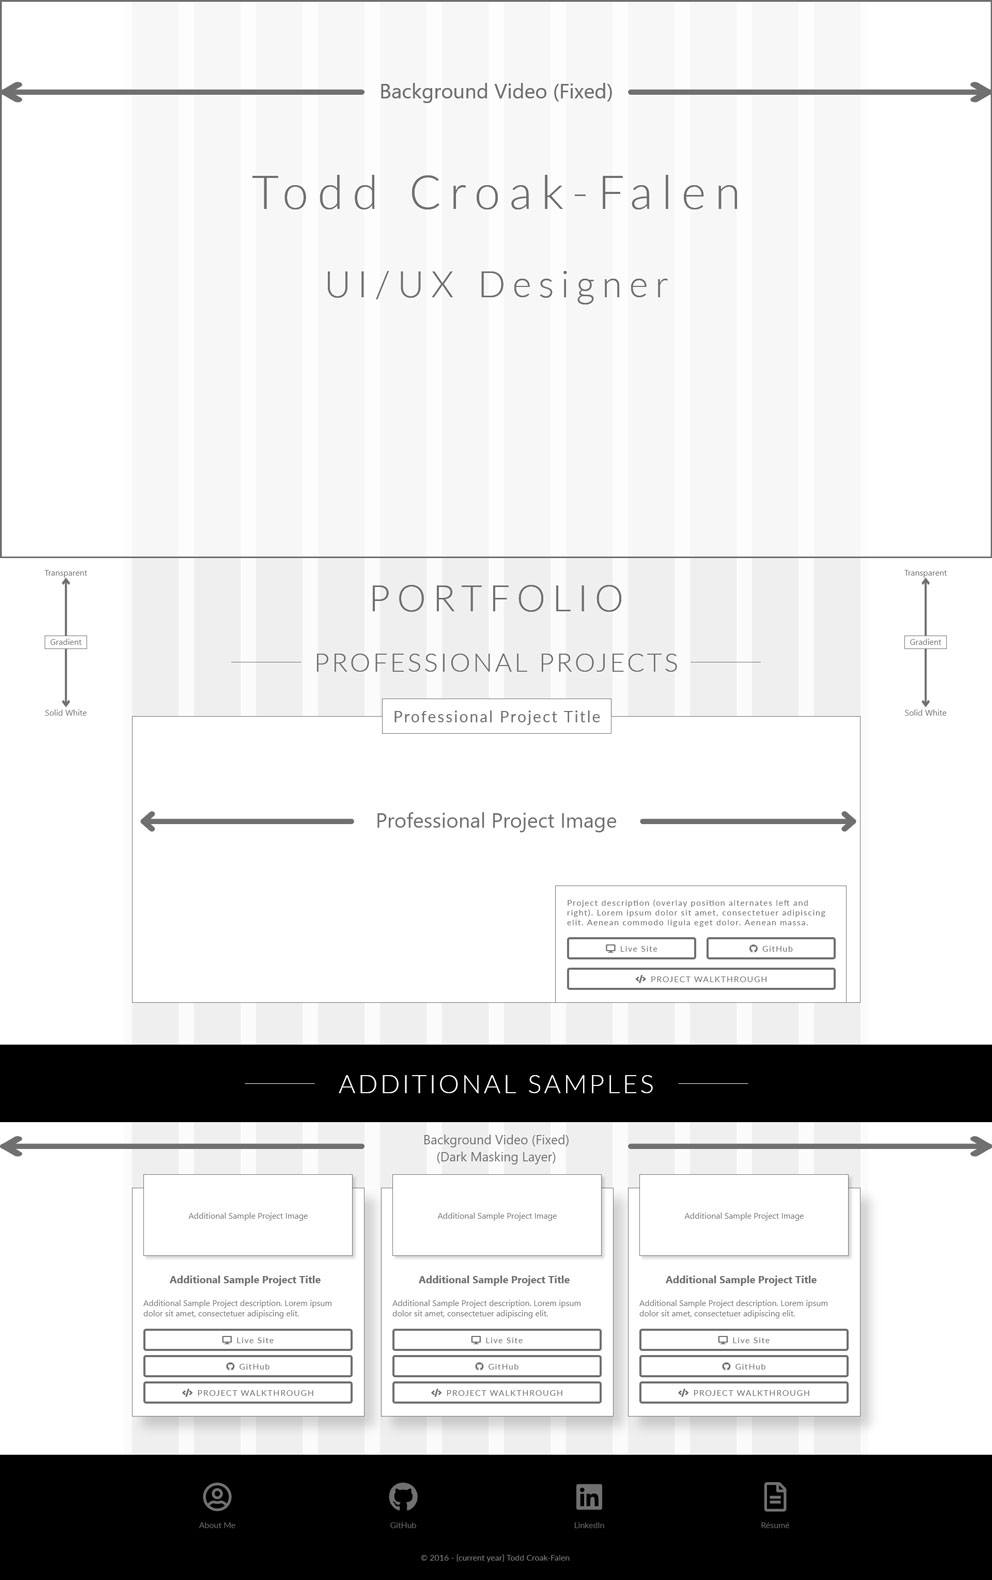 Background Video (Fixed)
Todd Croak-Falen
UI/UX Designer
Transparent
Gradient
Solid White
Transparent
Gradient
Solid White
PORTFOLIO
PROFESSIONAL PROJECTS
Professional Project Title
Professional Project Image
Project description (overlay position alternates left and
right). Lorem ipsum dolor sit amet, consectetuer adipiscing
elit. Aenean commodo ligula eget dolor. Aenean massa.
Live Site
GitHub
PROJECT WALKTHROUGH
ADDITIONAL SAMPLES
Background Video (Fixed)
(Dark Masking Layer)
Additional Sample Project Image
Additional Sample Project Title
Additional Sample Project description. Lorem ipsum
dolor sit amet, consectetuer adipiscing elit.
Live Site
GitHub
PROJECT WALKTHROUGH
Additional Sample Project Image
Additional Sample Project Title
Additional Sample Project description. Lorem ipsum
dolor sit amet, consectetuer adipiscing elit.
Live Site
GitHub
PROJECT WALKTHROUGH
Additional Sample Project Image
Additional Sample Project Title
Additional Sample Project description. Lorem ipsum
dolor sit amet, consectetuer adipiscing elit.
Live Site
GitHub
PROJECT WALKTHROUGH
About Me
GitHub
LinkedIn
Résumé
© 2016 - {current year} Todd Croak-Falen